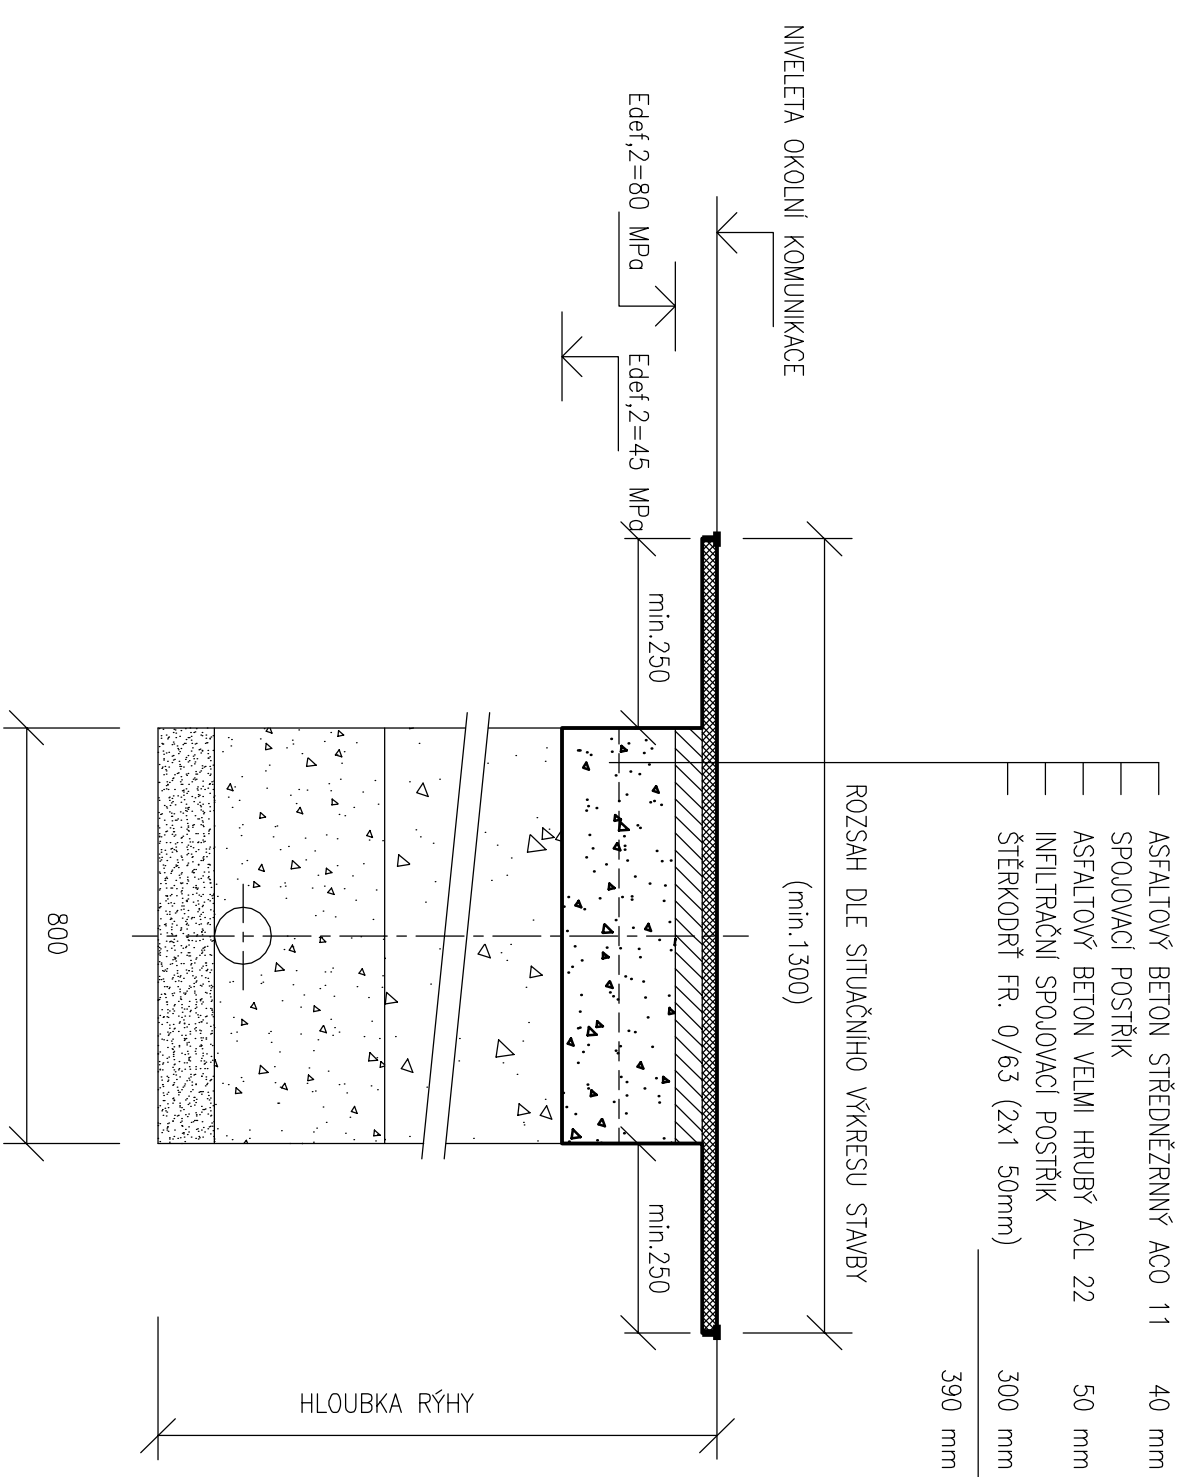 ASFALTOVÝ BETON STŘEDNĚZRNNÝ ACO 11 40 mm
SPOJOVACÍ POSTŘIK
ASFALTOVÝ BETON VELMI HRUBÝ ACL 22 50 mm
INFILTRAČNÍ SPOJOVACÍ POSTŘIK
ŠTĚRKODRŤ FR. 0/63 (2x1 50mm) 300 mm
390 mm
ROZSAH DLE SITUAČNÍHO VÝKRESU STAVBY
(min.1300)
NIVELETA OKOLNÍ KOMUNIKACE
Edef,2=80 MPa
Edef,2=45 MPa
min.250
min.250
HLOUBKA RÝHY
800